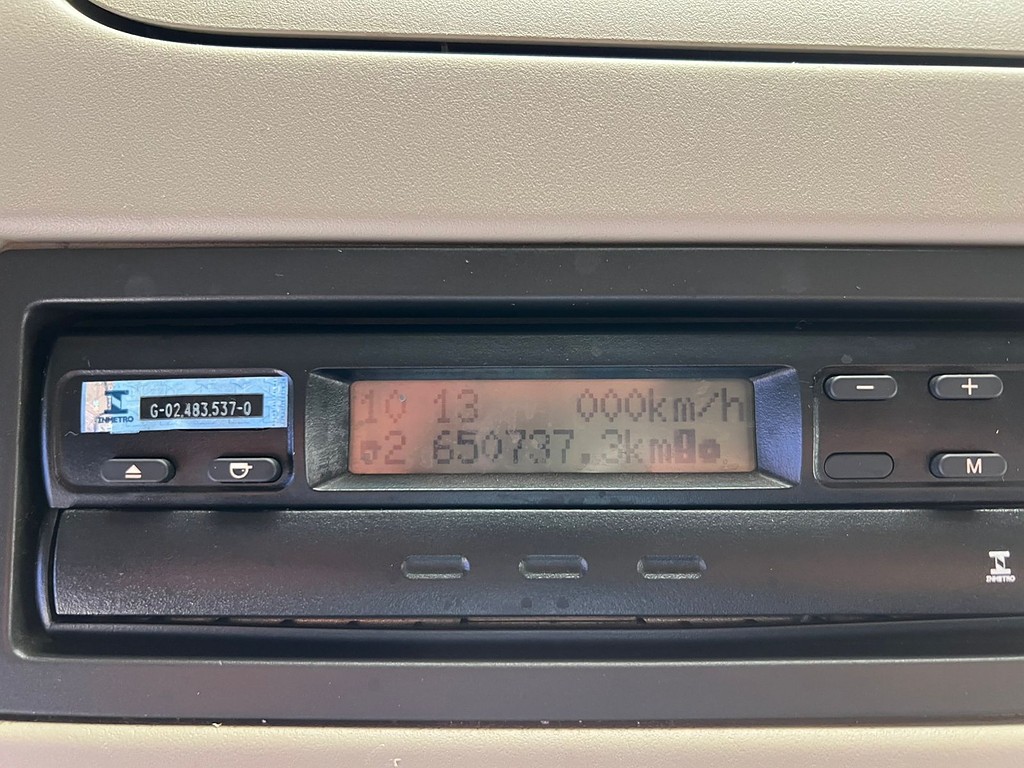 10 13 000km/h
2 650737.3km
INMETRO
G-02.483.537-0
− +
M
INMETRO